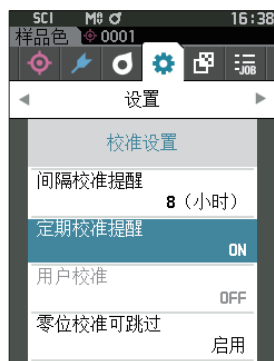 SCI M0 16:38
样品色 0001
-JOB
设置
校准设置
间隔校准提醒
8 (小时)
定期校准提醒
ON
用户校准
OFF
零位校准可跳过
启用